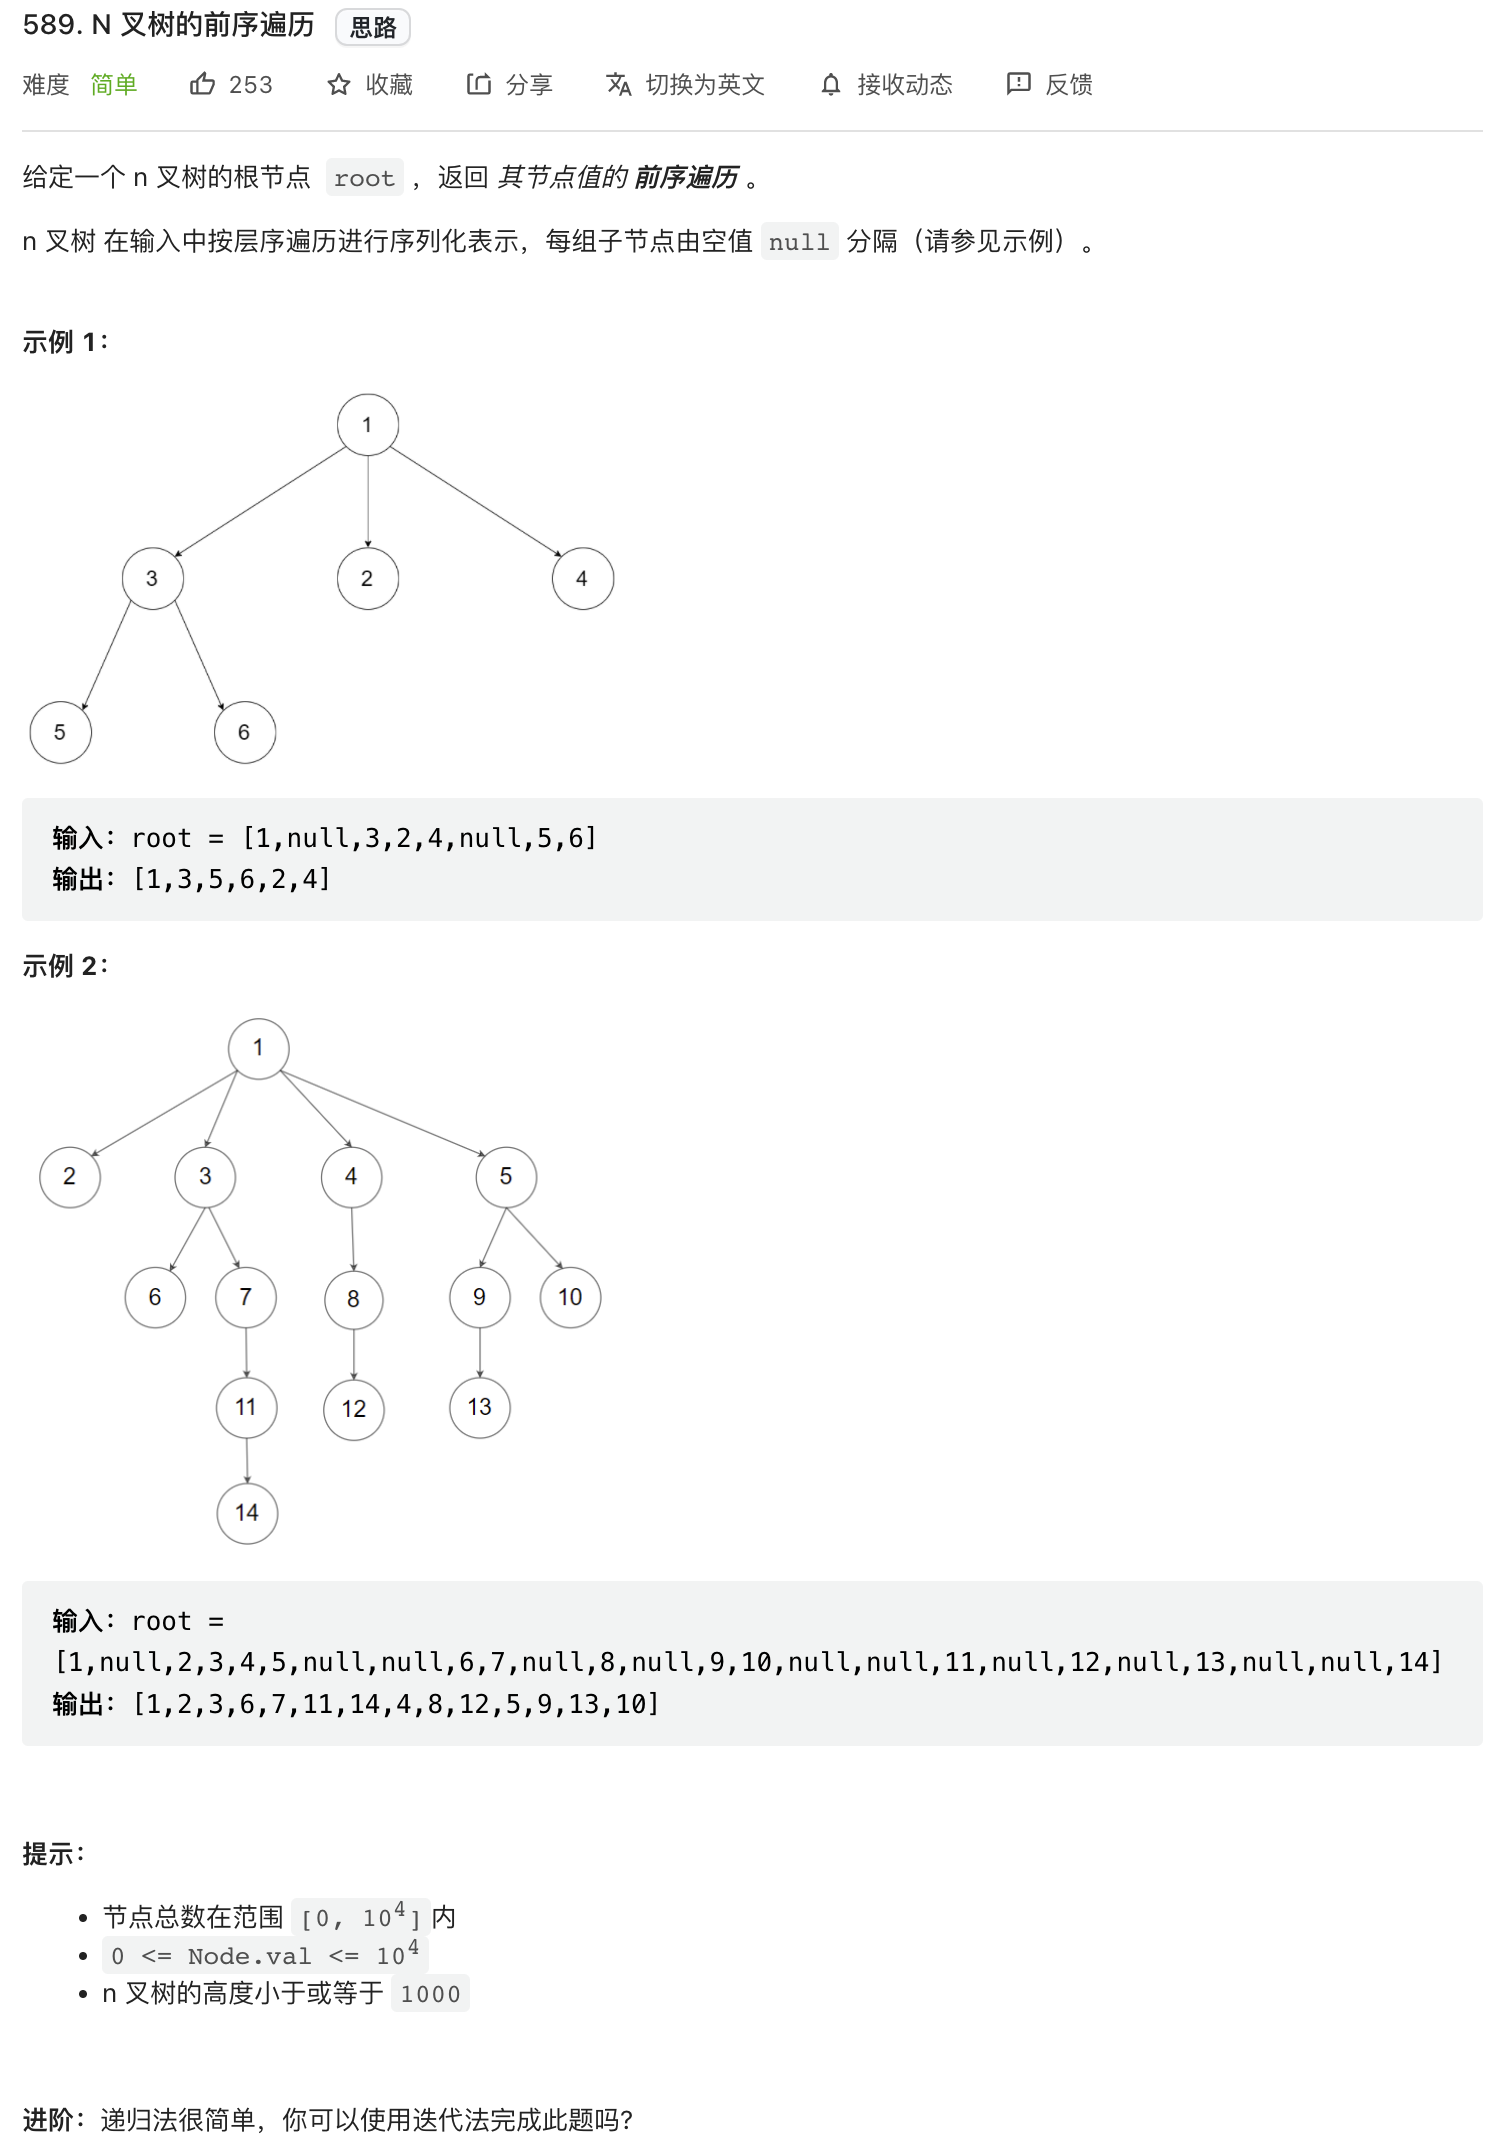 589. N 叉树的前序遍历 思路
难度 简单 253 收藏 分享 切换为英文 接收动态 反馈
给定一个 n 叉树的根节点 root ，返回 其节点值的 前序遍历 。
n 叉树 在输入中按层序遍历进行序列化表示，每组子节点由空值 null 分隔（请参见示例）。
示例 1：
1
3 2 4
5 6
输入：root = [1,null,3,2,4,null,5,6]
输出：[1,3,5,6,2,4]
示例 2：
1
2 3 4 5
6 7 8 9 10
11 12 13
14
输入：root =
[1,null,2,3,4,5,null,null,6,7,null,8,null,9,10,null,null,11,null,12,null,13,null,null,14]
输出：[1,2,3,6,7,11,14,4,8,12,5,9,13,10]
提示：
• 节点总数在范围 [0, 10⁴]内
• 0 <= Node.val <= 10⁴
• n 叉树的高度小于或等于 1000
进阶：递归法很简单，你可以使用迭代法完成此题吗?